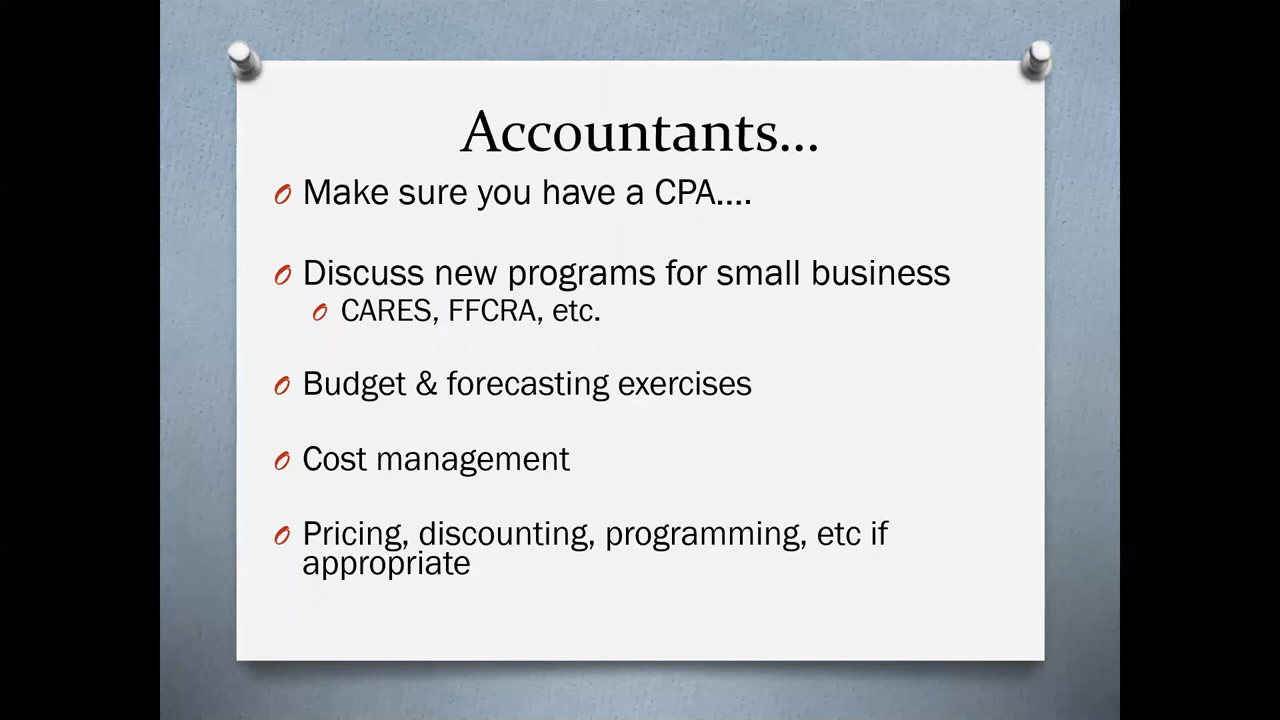 Accountants...
Make sure you have a CPA....
Discuss new programs for small business
CARES, FFCRA, etc.
Budget & forecasting exercises
Cost management
Pricing, discounting, programming, etc if
appropriate